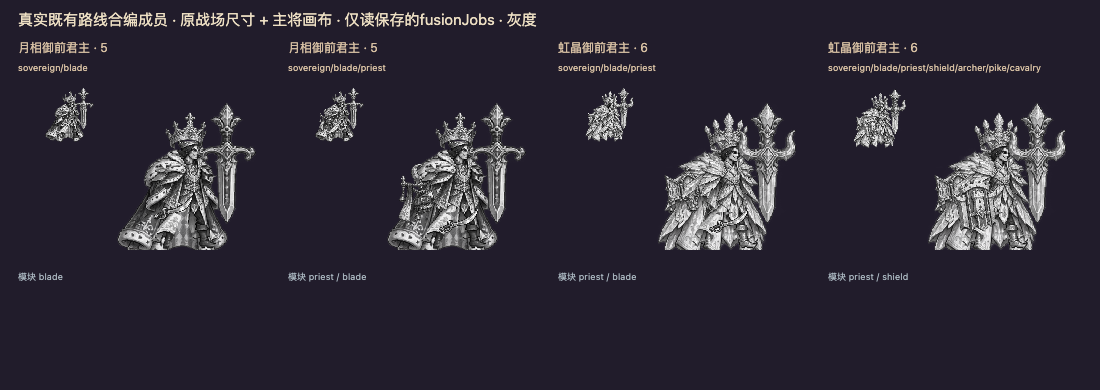 真实既有路线合编成员 · 原战场尺寸 + 主将画布 · 仅读保存的fusionJobs · 灰度
月相御前君主 · 5
sovereign/blade
模块 blade
月相御前君主 · 5
sovereign/blade/priest
模块 priest / blade
虹晶御前君主 · 6
sovereign/blade/priest
模块 priest / blade
虹晶御前君主 · 6
sovereign/blade/priest/shield/archer/pike/cavalry
模块 priest / shield